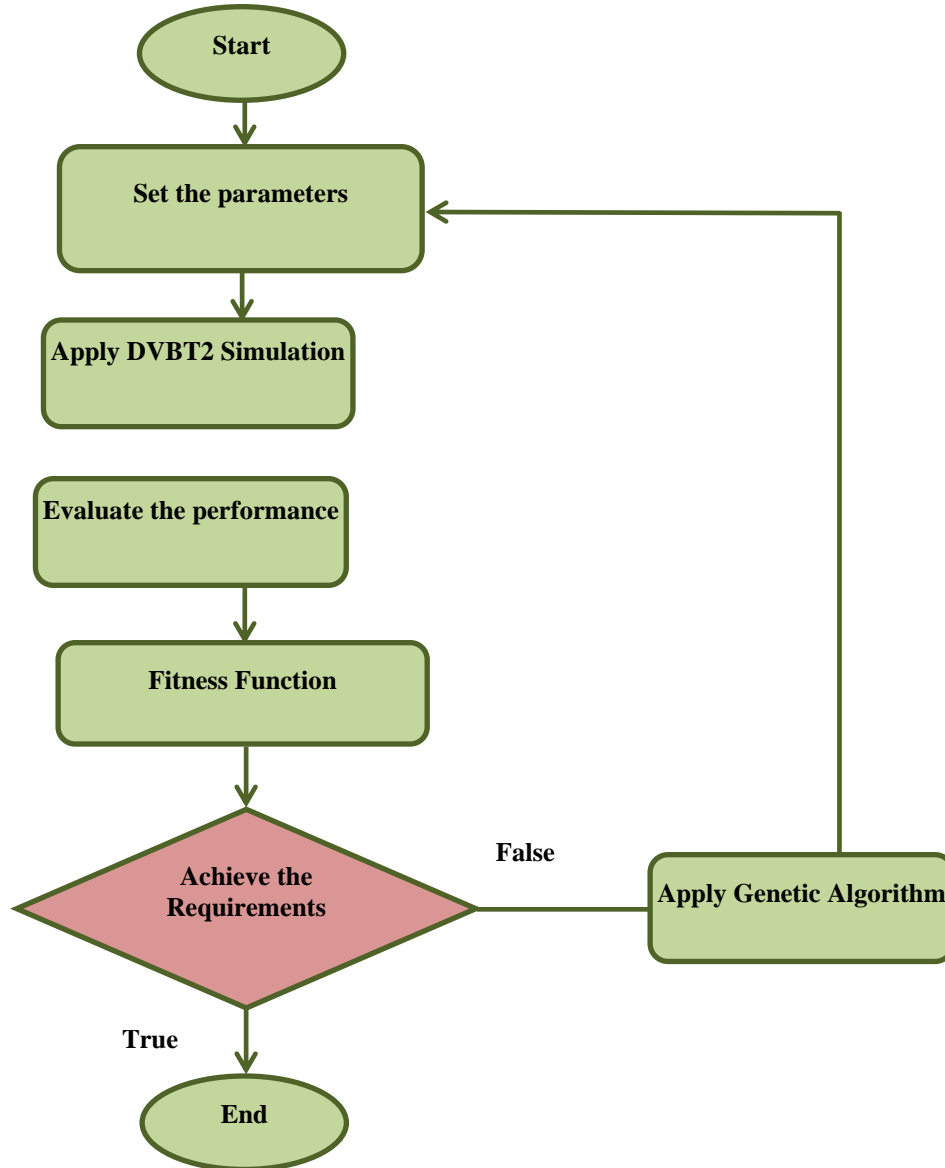 Start
Set the parameters
Apply DVBT2 Simulation
Evaluate the performance
Fitness Function
Achieve the
Requirements
False
Apply Genetic Algorithm
True
End